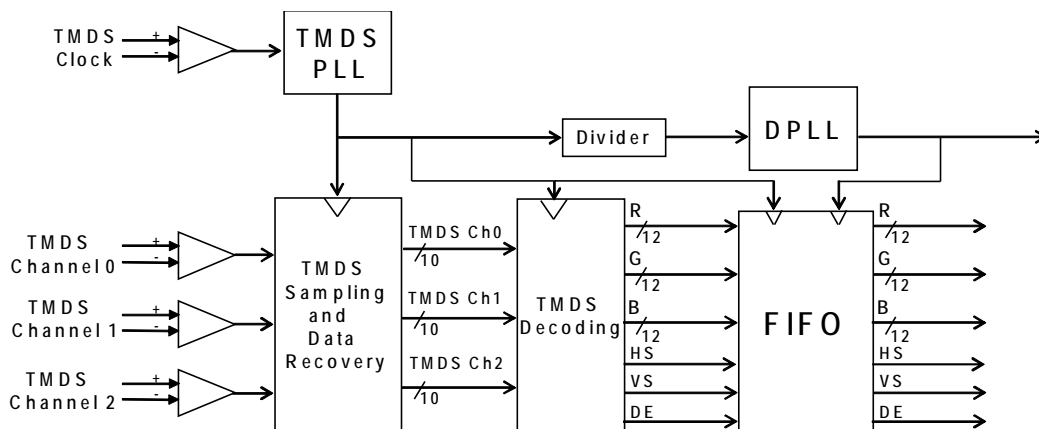 TMDS
Clock
+
-
TMDS
PLL
Divider
DPLL
TMDS
Channel 0
+
-
TMDS
Channel 1
+
-
TMDS
Channel 2
+
-
TMDS
Sampling
and
Data
Recovery
TMDS Ch0
10
TMDS Ch1
10
TMDS Ch2
10
TMDS
Decoding
R
12
G
12
B
12
HS
VS
DE
FIFO
R
12
G
12
B
12
HS
VS
DE